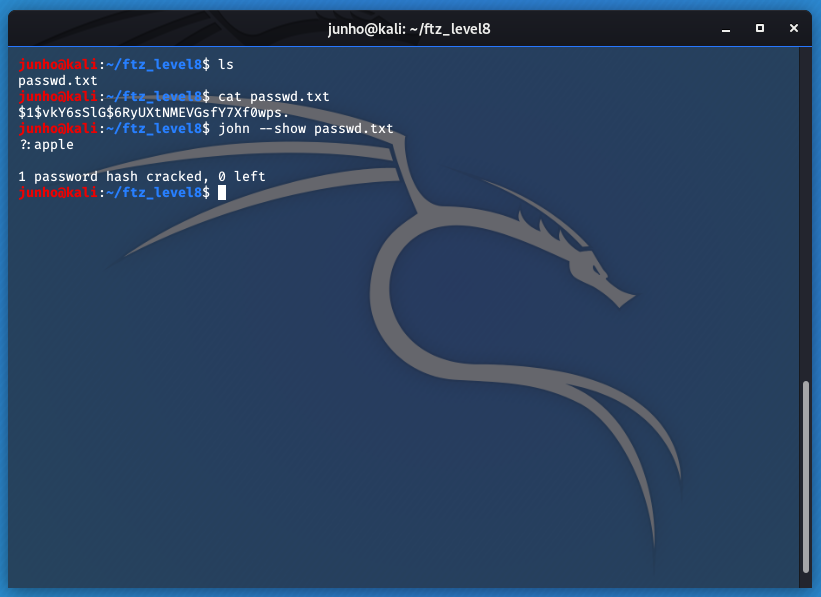 junho@kali: ~/ftz_level8
junho@kali:~/ftz_level8$ ls
passwd.txt
junho@kali:~/ftz_level8$ cat passwd.txt
$1$vkY6sSlG$6RyUXtNMEVGsfY7Xf0wps.
junho@kali:~/ftz_level8$ john --show passwd.txt
?:apple
1 password hash cracked, 0 left
junho@kali:~/ftz_level8$